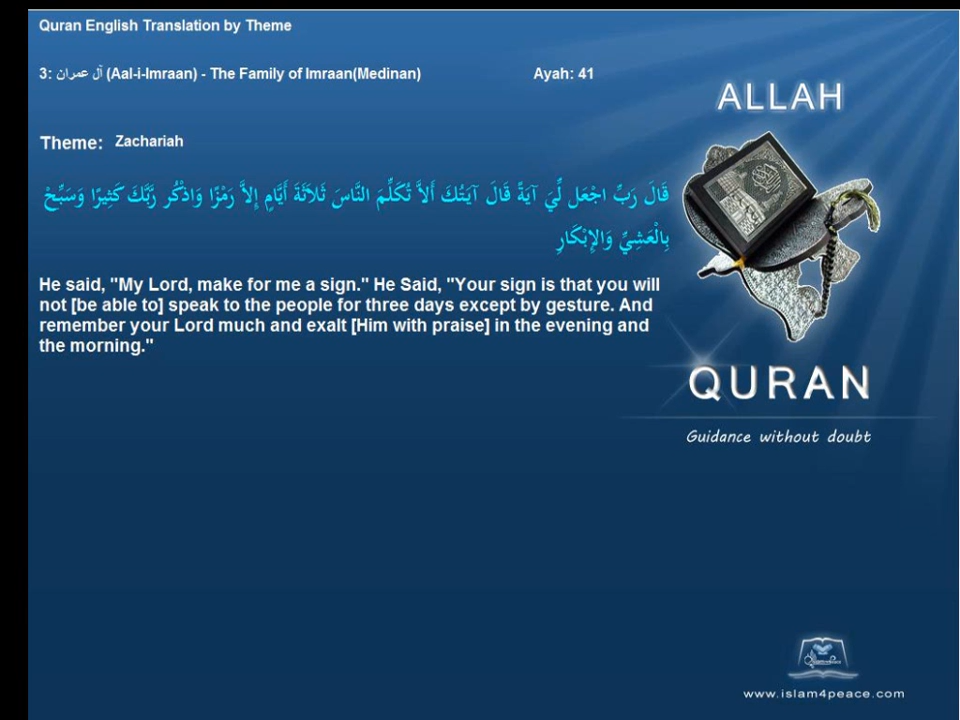 Quran English Translation by Theme
3: آل عمران (Aal-i-Imraan) - The Family of Imraan(Medinan) Ayah: 41
ALLAH
Theme: Zachariah
قَالَ رَبِّ اجْعَل لِّيَ آيَةً قَالَ آيَتُكَ أَلاَّ تُكَلِّمَ النَّاسَ ثَلاَثَةَ أَيَّامٍ إِلاَّ رَمْزًا وَاذْكُر رَّبَّكَ كَثِيرًا وَسَبِّحْ
بِالْعَشِيِّ وَالإِبْكَارِ
He said, "My Lord, make for me a sign." He Said, "Your sign is that you will
not [be able to] speak to the people for three days except by gesture. And
remember your Lord much and exalt [Him with praise] in the evening and
the morning."
QURAN
Guidance without doubt
www.islam4peace.com